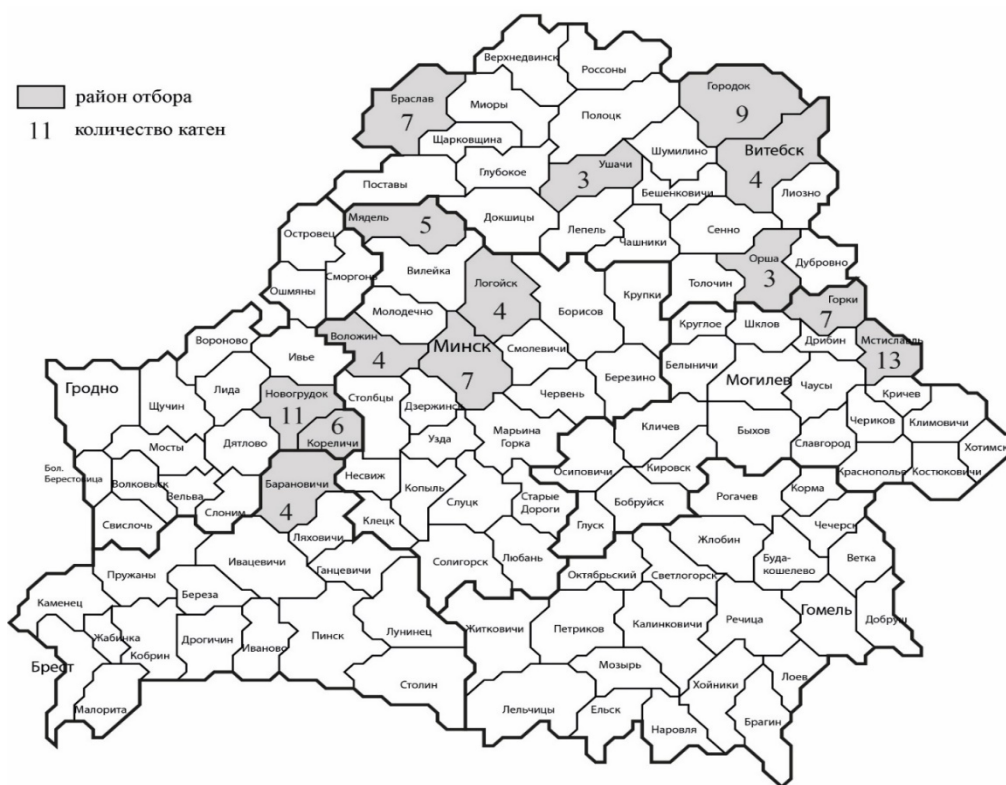 район отбора
11 количество катен
Верхнедвинск
Россоны
Браслав
7
Миоры
Полоцк
Городок
9
Щарковщина
Шумилино
Витебск
4
Глубокое
Ушачи
3
Бешенковичи
Лиозно
Поставы
Докшицы
Лепель
Чашники
Сенно
Мядель
5
Островец
Сморгонь
Вилейка
Орша
3
Дубровно
Ошмяны
Логойск
4
Борисов
Крупки
Толочин
Молодечно
Горки
7
Вороново
Воложин
4
Минск
7
Смолевичи
Круглое
Шклов
Дрибин
Мстиславль
13
Ивье
Белыничи
Гродно
Лида
Новогрудок
11
Столбцы
Дзержинск
Червень
Березино
Могилев
Чаусы
Кричев
Щучин
6
Кореличи
Чериков
Климовичи
Дятлово
Узда
Марьина
Горка
Кличев
Быхов
Славгород
Хотимск
Мосты
Бол.
Берестовица
Волковыск
Зельва
Барановичи
4
Несвиж
Копыль
Слуцк
Старые
Дороги
Осиповичи
Кировск
Краснополье
Костюковичи
Слоним
Бобруйск
Рогачев
Корма
Свислочь
Клецк
Глуск
Чечерск
Ляховичи
Жлобин
Буда-
кошелево
Ветка
Ивацевичи
Ганцевичи
Солигорск
Любань
Октябрьский
Светлогорск
Пружаны
Береза
Каменец
Гомель
Добруш
Жабинка
Кобрин
Дрогичин
Иваново
Пинск
Лунинец
Житковичи
Петриков
Калинковичи
Речица
Брест
Мозырь
Хойники
Лоев
Столин
Малорита
Лельчицы
Ельск
Наровля
Брагин